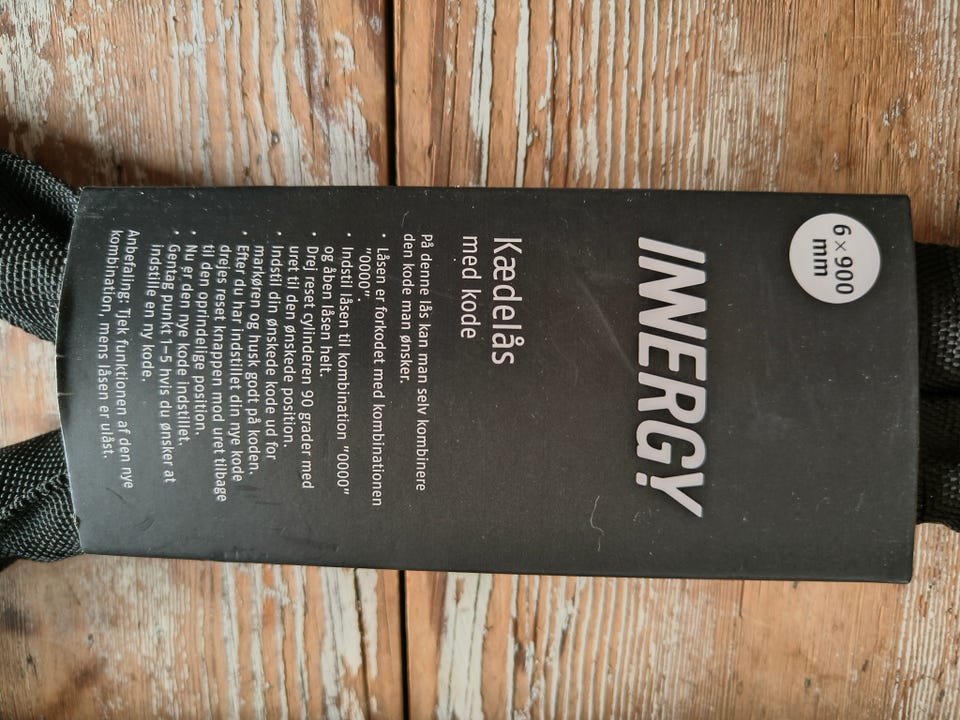 6 × 900
mm
INNERGY
Kædelås
med kode
På denne lås kan man selv kombinere
den kode man ønsker.
• Låsen er forkodet med kombinationen
"0000".
• Indstil låsen til kombination "0000"
og åben låsen helt.
• Drej reset cylinderen 90 grader med
uret til den ønskede position.
• Indstil din ønskede kode ud for
markøren og husk godt på koden.
• Efter du har indstillet din nye kode
drejes reset knappen mod uret tilbage
til den oprindelige position.
• Nu er den nye kode indstillet.
• Gentag punkt 1–5 hvis du ønsker at
indstille en ny kode.
Anbefaling: Tjek funktionen af den nye
kombination, mens låsen er ulåst.